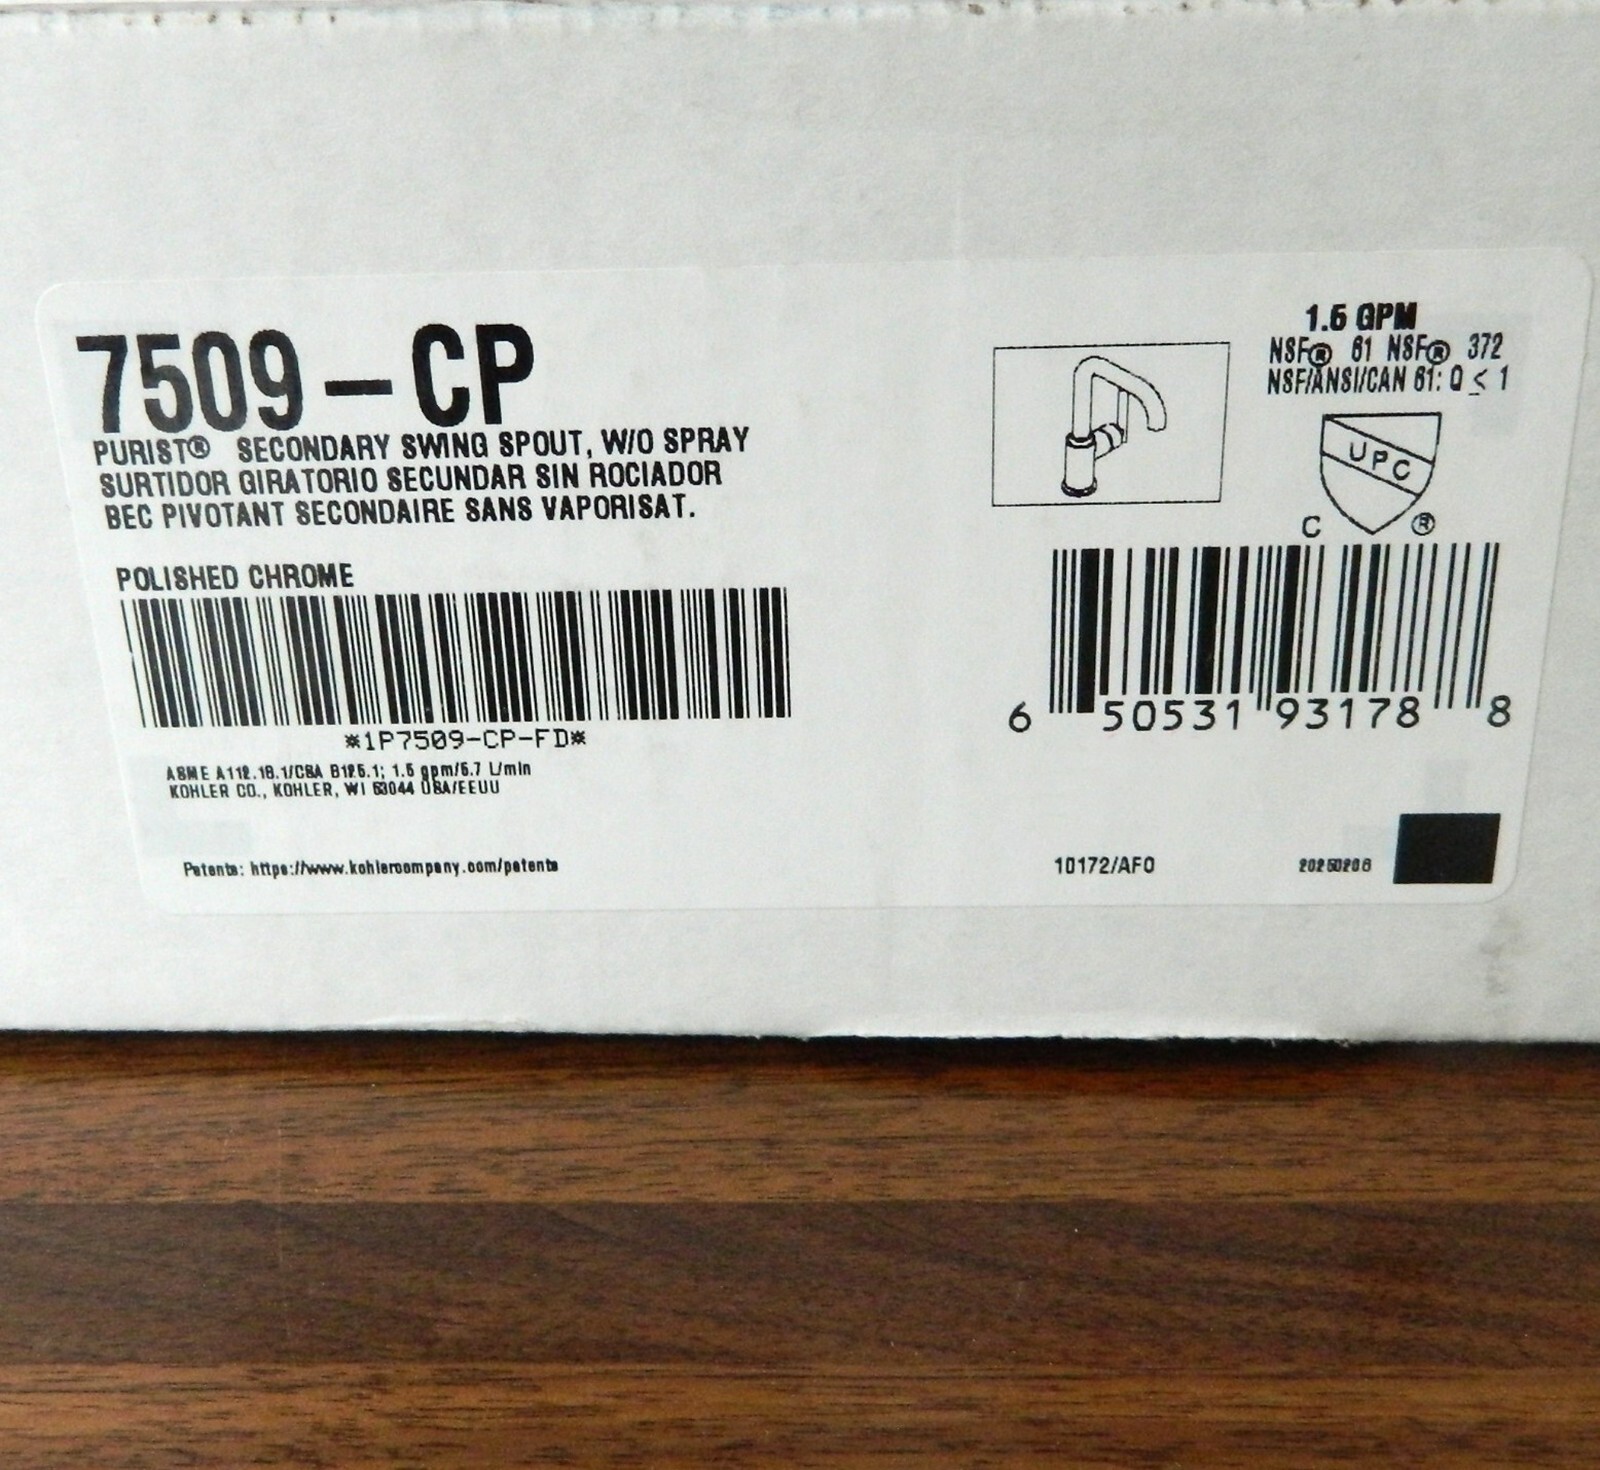 7509-CP
PURIST® SECONDARY SWING SPOUT, W/O SPRAY
SURTIDOR GIRATORIO SECUNDAR SIN ROCIADOR
BEC PIVOTANT SECONDAIRE SANS VAPORISAT.
POLISHED CHROME
*1P7509-CP-FD*
ASME A112.18.1/CSA B125.1; 1.5 gpm/5.7 L/min
KOHLER CO., KOHLER, WI 53044 USA/EEUU
Patents: https://www.kohlercompany.com/patents
1.5 GPM
NSF® 61 NSF® 372
NSF/ANSI/CAN 61: Q ≤ 1
UPC
C ®
6 50531 93178 8
10172/AFO
20250206